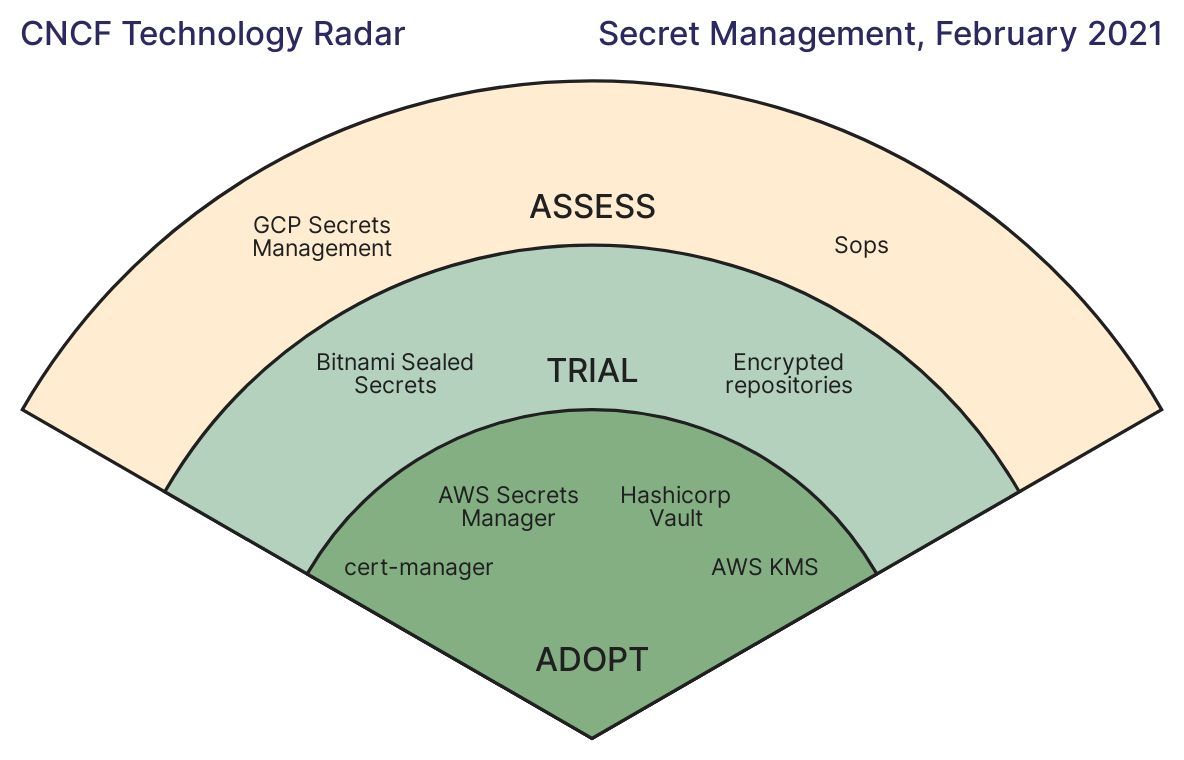 CNCF Technology Radar
Secret Management, February 2021
ASSESS
GCP Secrets
Management
Sops
TRIAL
Bitnami Sealed
Secrets
Encrypted
repositories
AWS Secrets
Manager
Hashicorp
Vault
cert-manager
AWS KMS
ADOPT